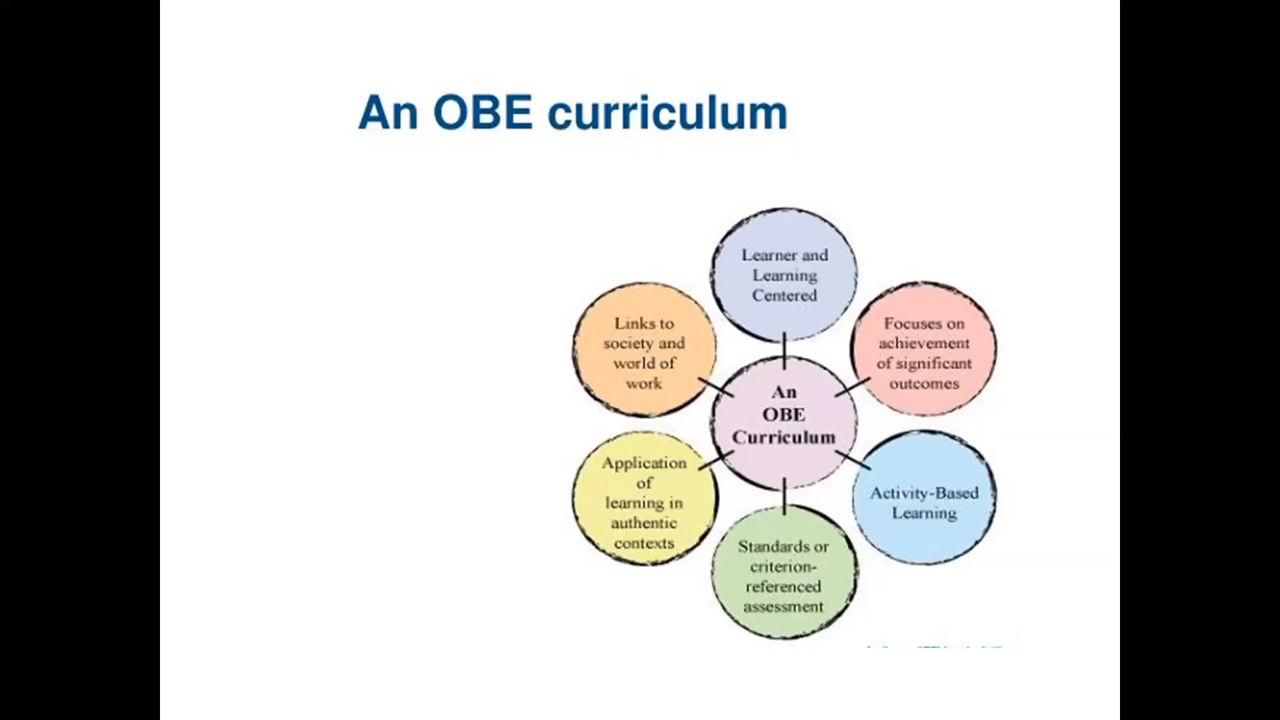 An OBE curriculum
Learner and
Learning
Centered
Links to
society and
world of
work
Focuses on
achievement
of significant
outcomes
An
OBE
Curriculum
Application
of
learning in
authentic
contexts
Activity-Based
Learning
Standards or
criterion-
referenced
assessment